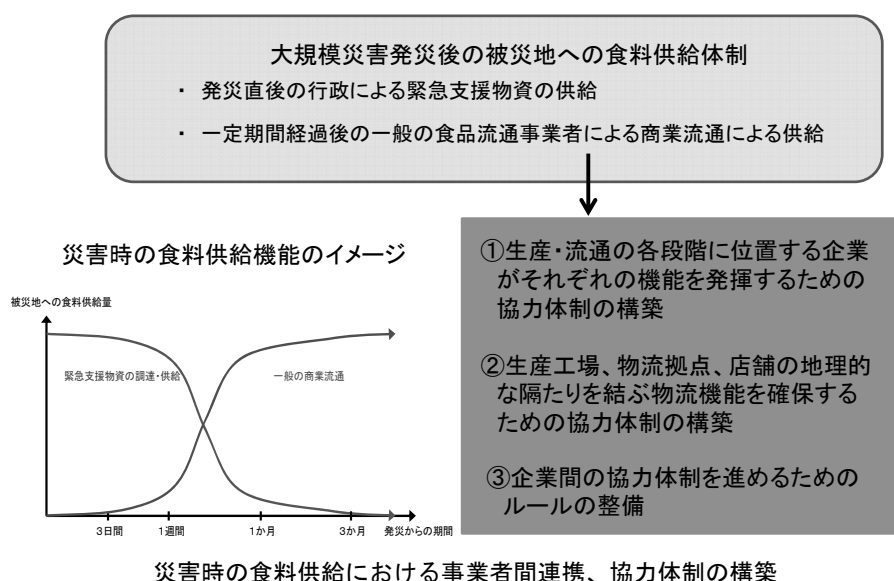 大規模災害発災後の被災地への食料供給体制
・ 発災直後の行政による緊急支援物資の供給
・ 一定期間経過後の一般の食品流通事業者による商業流通による供給
災害時の食料供給機能のイメージ
被災地への食料供給量
緊急支援物資の調達・供給
一般の商業流通
3日間
1週間
1か月
3か月
発災からの期間
①生産・流通の各段階に位置する企業
がそれぞれの機能を発揮するための
協力体制の構築
②生産工場、物流拠点、店舗の地理的
な隔たりを結ぶ物流機能を確保する
ための協力体制の構築
③企業間の協力体制を進めるための
ルールの整備
災害時の食料供給における事業者間連携、協力体制の構築